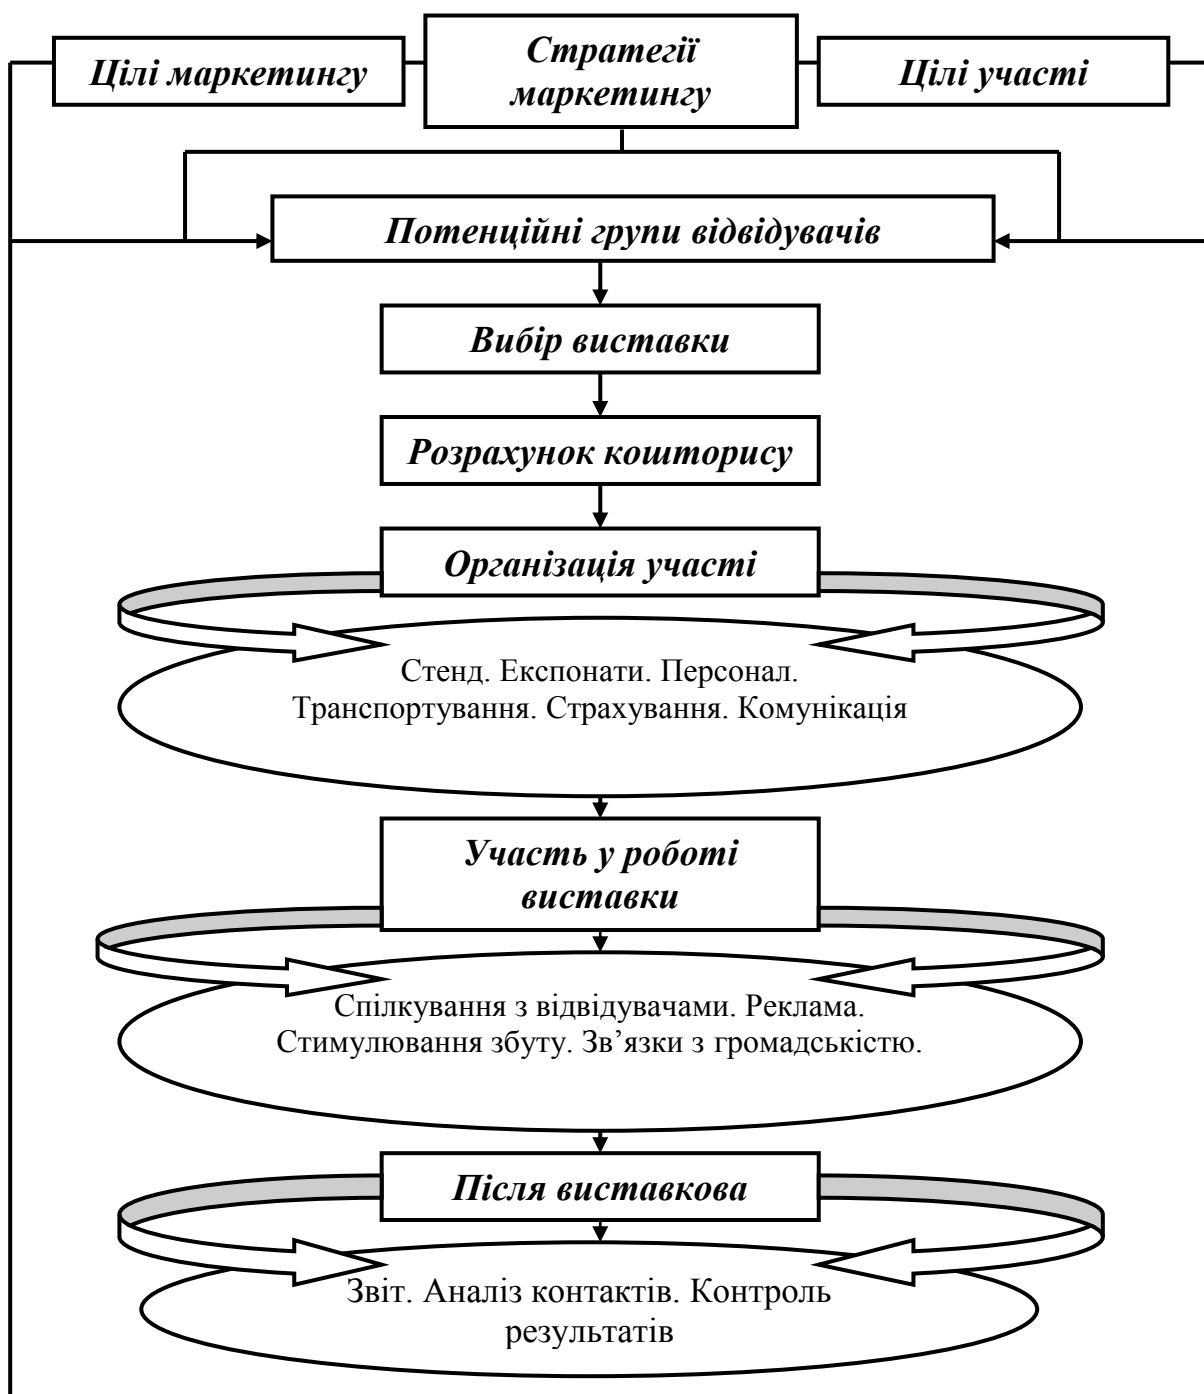 Цілі маркетингу
Стратегії
маркетингу
Цілі участі
Потенційні групи відвідувачів
Вибір виставки
Розрахунок кошторису
Організація участі
Стенд. Експонати. Персонал.
Транспортування. Страхування. Комунікація
Участь у роботі
виставки
Спілкування з відвідувачами. Реклама.
Стимулювання збуту. Зв’язки з громадськістю.
Після виставкова
Звіт. Аналіз контактів. Контроль
результатів